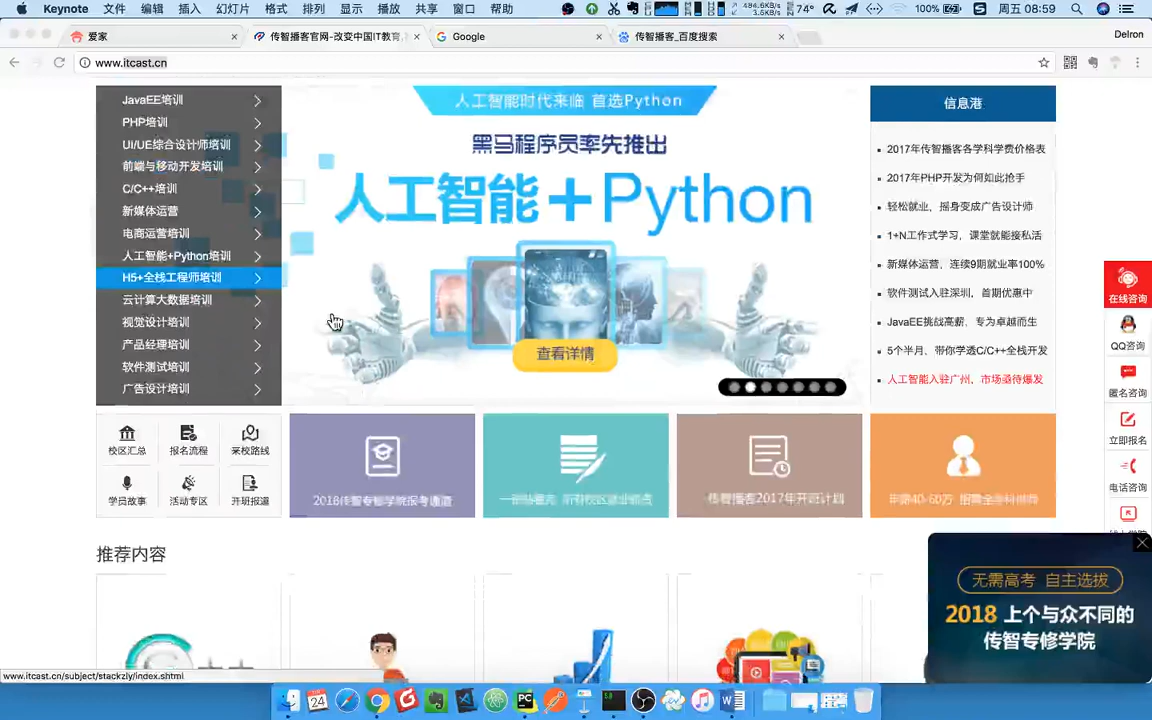 Keynote 文件 编辑 插入 幻灯片 格式 排列 显示 播放 共享 窗口 帮助 74° 100% 周五 08:59
爱家
传智播客官网-改变中国IT教育,
Google
传智播客_百度搜索
Delron
www.itcast.cn
JavaEE培训
PHP培训
UI/UE综合设计师培训
前端与移动开发培训
C/C++培训
新媒体运营
电商运营培训
人工智能+Python培训
H5+全栈工程师培训
云计算大数据培训
视觉设计培训
产品经理培训
软件测试培训
广告设计培训
人工智能时代来临 首选Python
黑马程序员率先推出
人工智能+Python
查看详情
信息港
2017年传智播客各学科学费价格表
2017年PHP开发为何如此抢手
轻松就业，摇身变成广告设计师
1+N工作式学习，课堂就能接私活
新媒体运营，连续9期就业率100%
软件测试入驻深圳，首期优惠中
JavaEE挑战高薪，专为卓越而生
5个半月，带你学透C/C++全栈开发
人工智能入驻广州，市场亟待爆发
在线咨询
QQ咨询
匿名咨询
立即报名
电话咨询
校区汇总 报名流程 来校路线
学员故事 活动专区 开班报道
2018传智专修学院报考通道
传智播客2017年开班计划
推荐内容
无需高考 自主选拔
2018 上个与众不同的
传智专修学院
www.itcast.cn/subject/stackzly/index.shtml